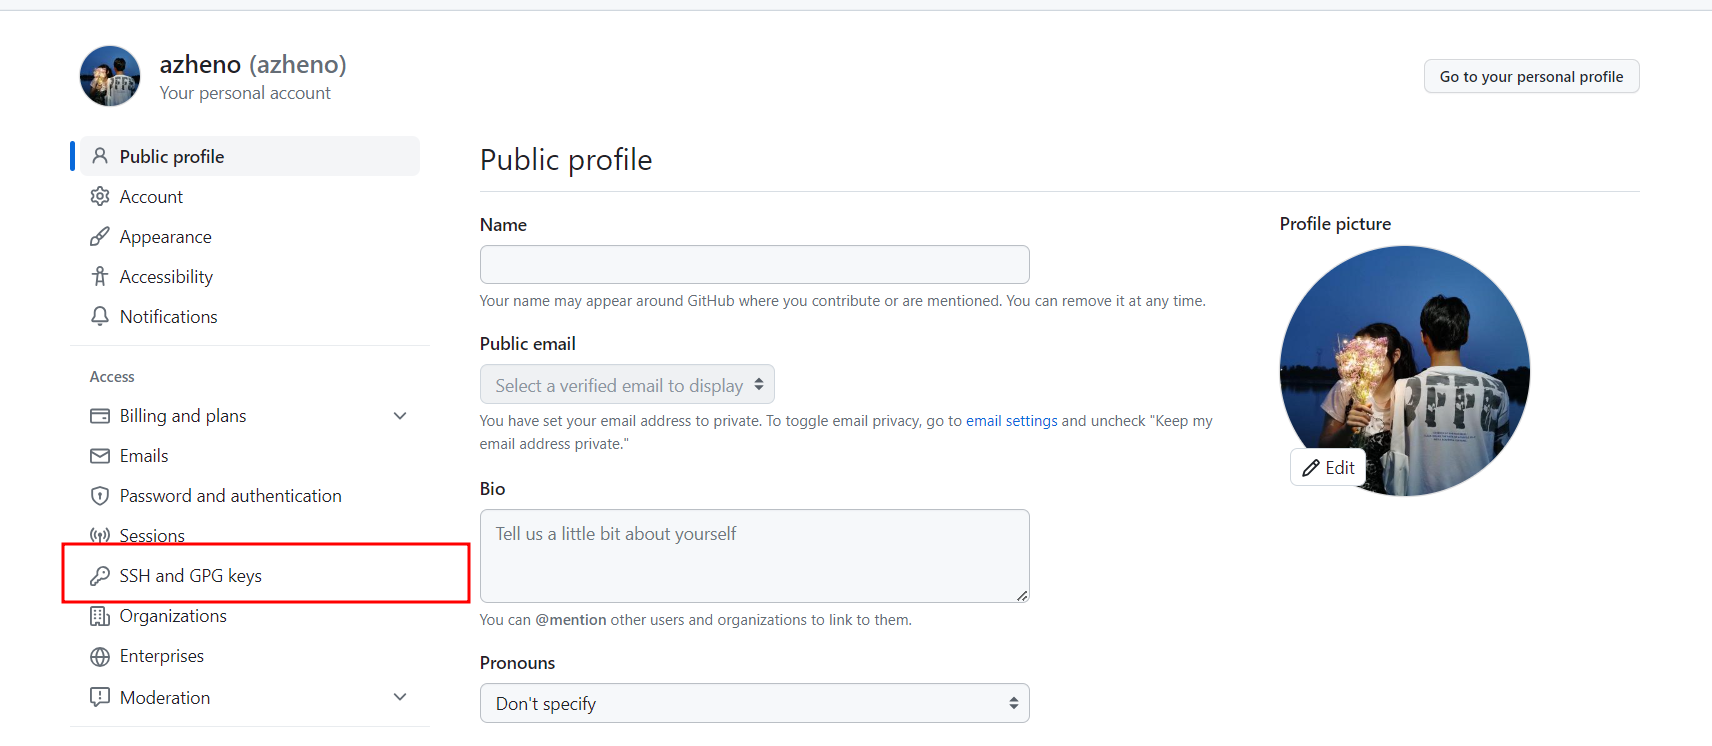 azheno (azheno)
Your personal account
Go to your personal profile
Public profile
Account
Appearance
Accessibility
Notifications
Access
Billing and plans
Emails
Password and authentication
Sessions
SSH and GPG keys
Organizations
Enterprises
Moderation
Public profile
Name
Your name may appear around GitHub where you contribute or are mentioned. You can remove it at any time.
Public email
Select a verified email to display
You have set your email address to private. To toggle email privacy, go to email settings and uncheck "Keep my
email address private."
Bio
Tell us a little bit about yourself
You can @mention other users and organizations to link to them.
Pronouns
Don't specify
Profile picture
Edit